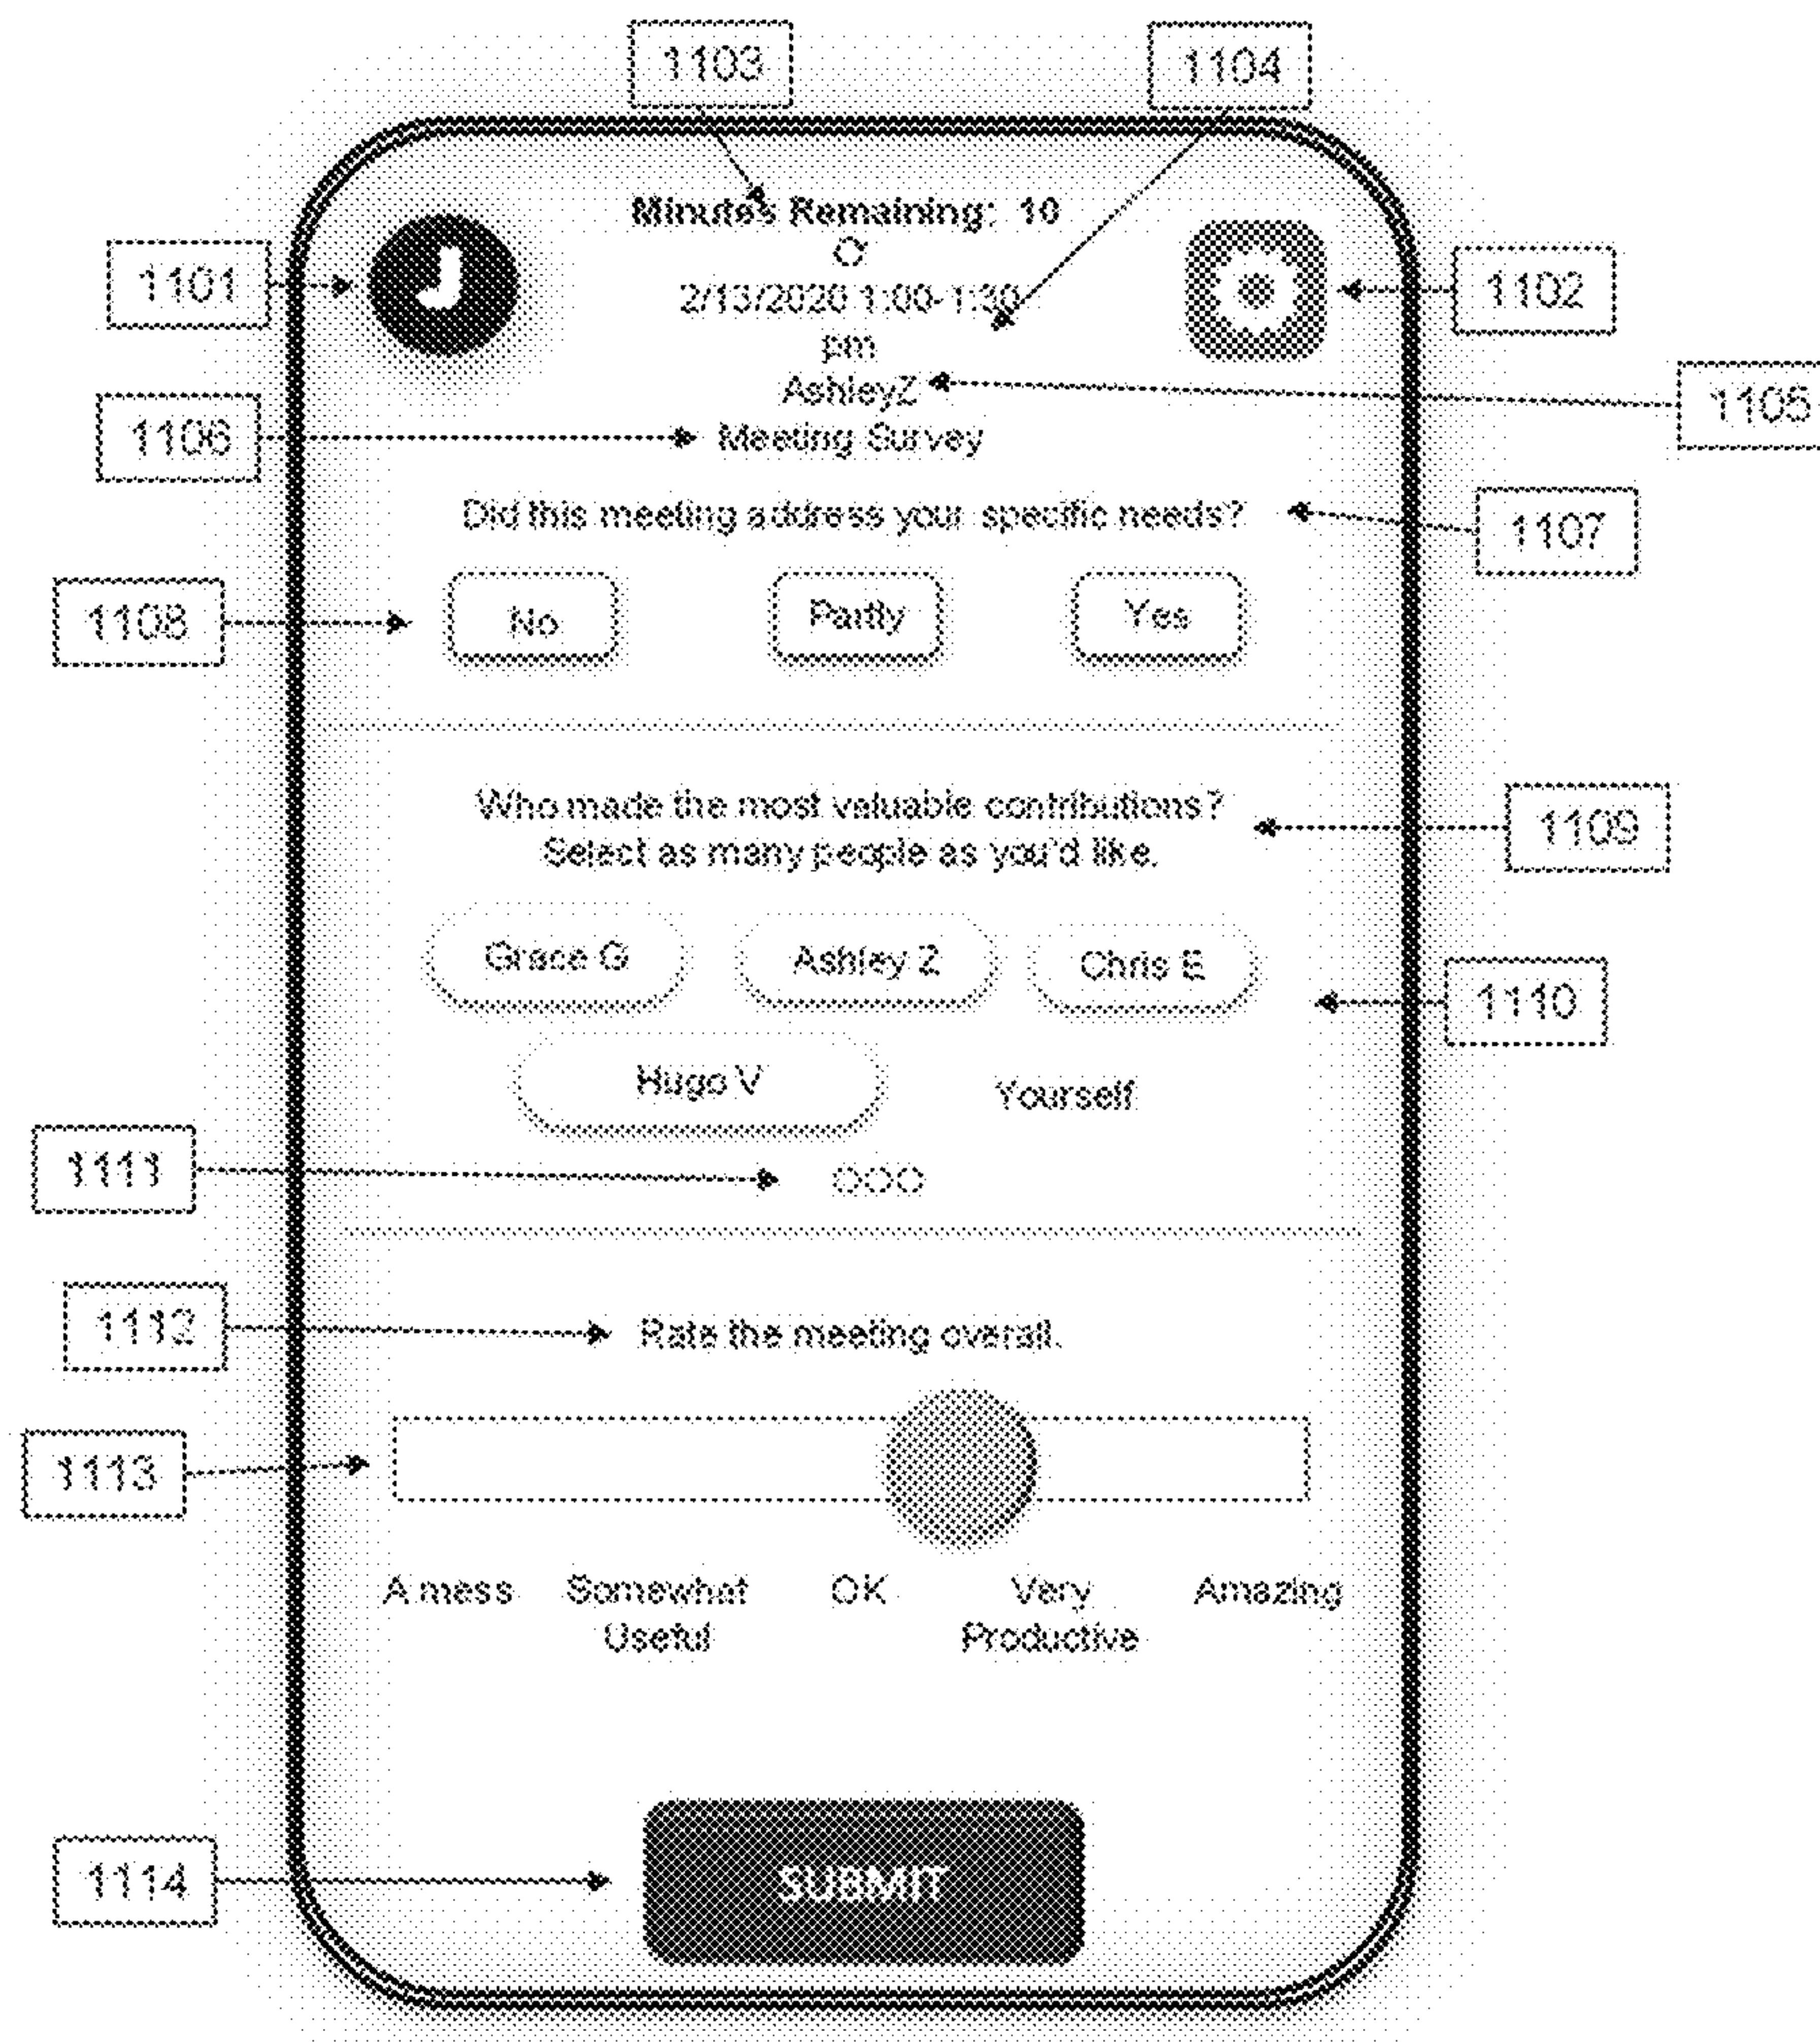 1103
1104
Minutes Remaining: 10
1101
2/13/2020 1:00-1:30
1102
pm
AshleyZ
1105
1106
Meeting Survey
Did this meeting address your specific needs?
1107
1108
No
Partly
Yes
Who made the most valuable contributions?
1109
Select as many people as you'd like.
Grace G
Ashley Z
Chris E
1110
Hugo V
Yourself
1111
1112
Rate the meeting overall.
1113
A mess
Somewhat
Useful
OK
Very
Productive
Amazing
1114
SUBMIT